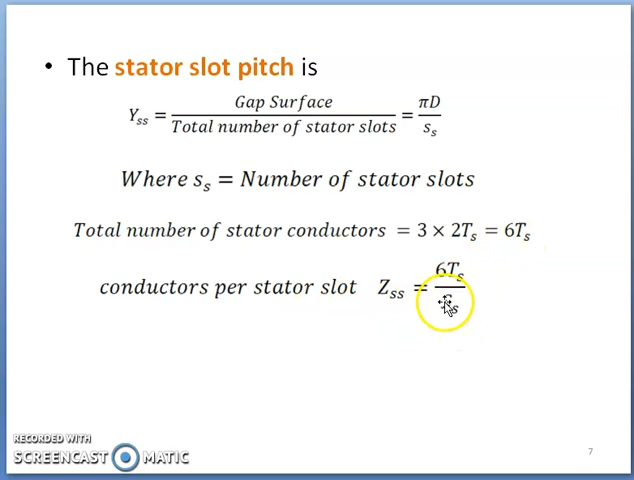 • The stator slot pitch is
Y_ss = Gap Surface / Total number of stator slots = πD / s_s
Where s_s = Number of stator slots
Total number of stator conductors = 3 × 2T_s = 6T_s
conductors per stator slot Z_ss = 6T_s /
RECORDED WITH
SCREENCAST MATIC
7